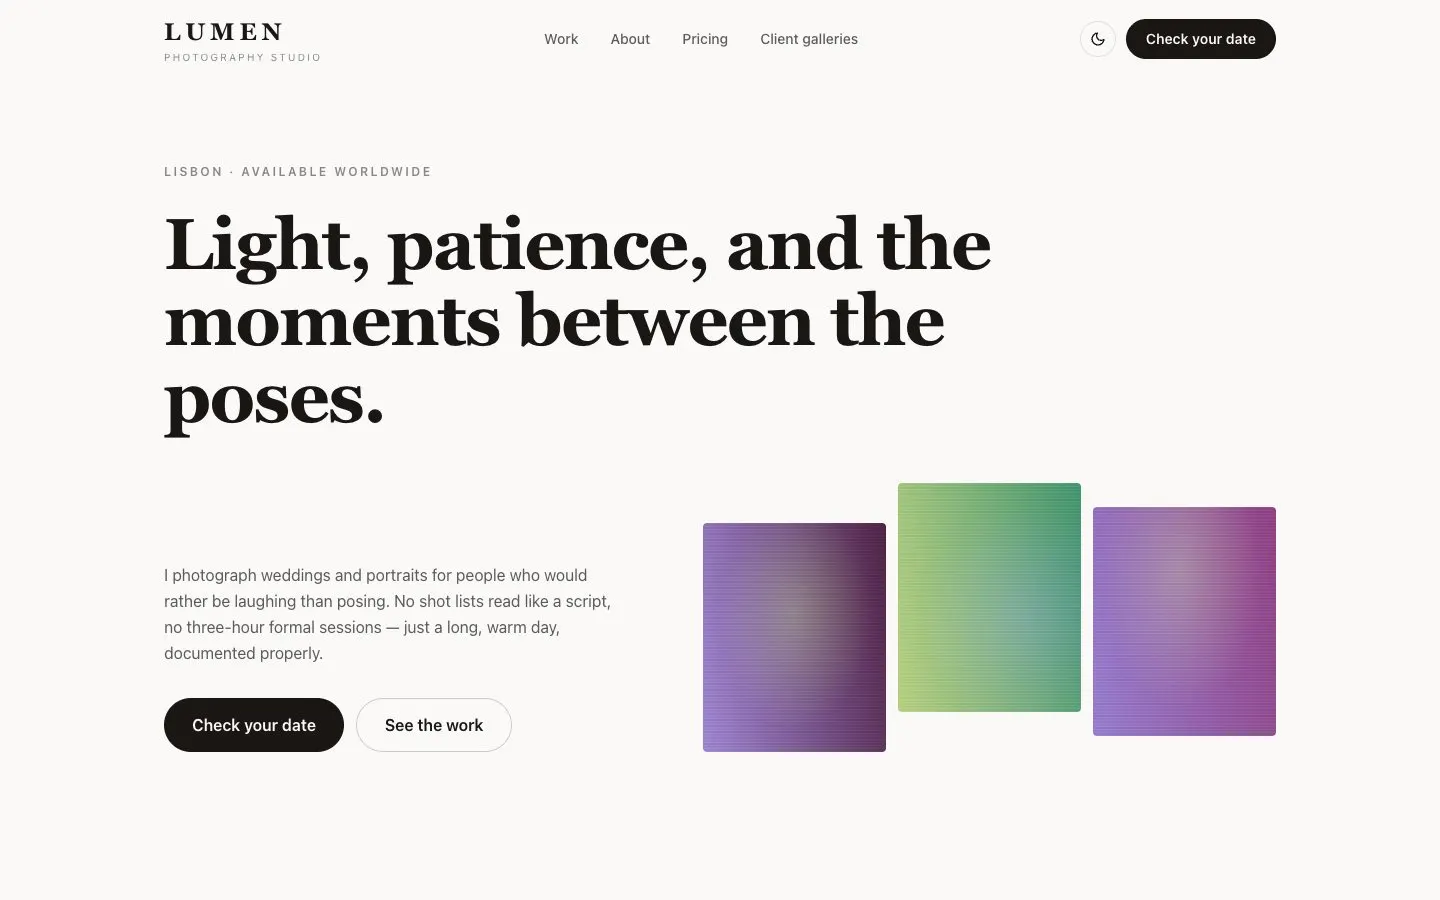 LUMEN
PHOTOGRAPHY STUDIO
Work
About
Pricing
Client galleries
Check your date
LISBON · AVAILABLE WORLDWIDE
Light, patience, and the
moments between the
poses.
I photograph weddings and portraits for people who would
rather be laughing than posing. No shot lists read like a script,
no three-hour formal sessions — just a long, warm day,
documented properly.
Check your date
See the work